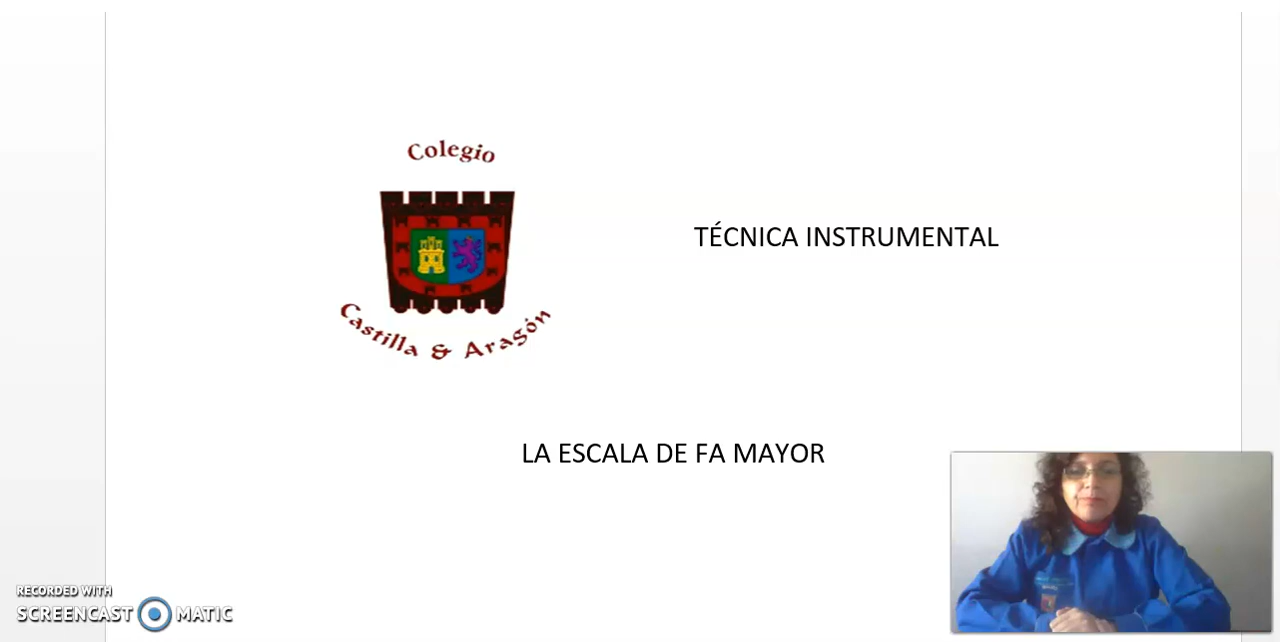 Colegio
TÉCNICA INSTRUMENTAL
Castilla & Aragón
LA ESCALA DE FA MAYOR
RECORDED WITH
SCREENCAST MATIC